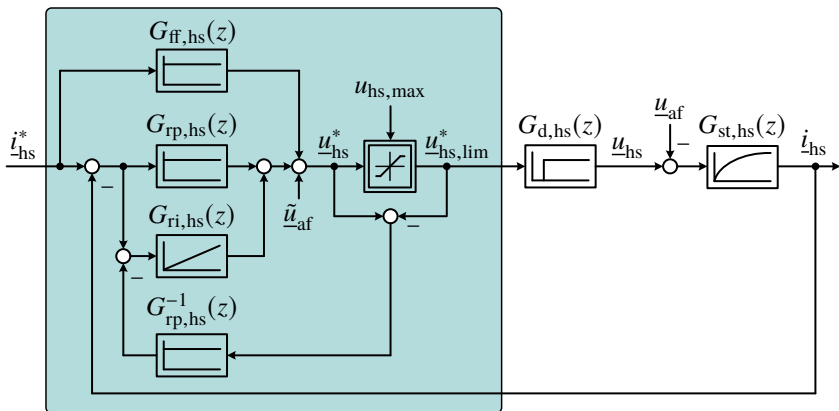 G_ff,hs(z)
u_hs,max
i*_hs
G_rp,hs(z)
u*_hs
u*_hs,lim
G_d,hs(z)
u_hs
u_af
G_st,hs(z)
i_hs
−
−
G_ri,hs(z)
ũ_af
−
−
G⁻¹_rp,hs(z)